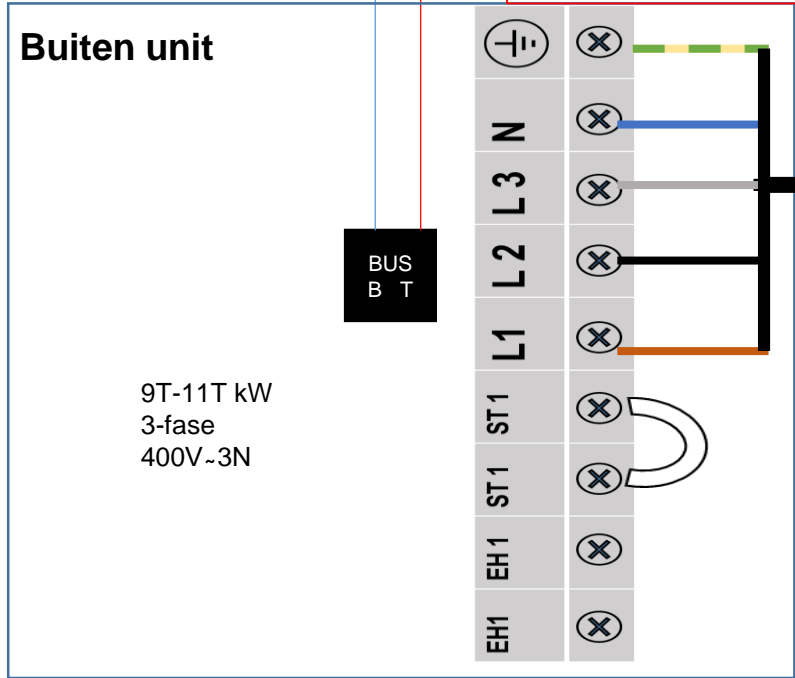 Buiten unit
N
L 3
L 2
L1
ST 1
ST 1
EH 1
EH1
BUS
B T
9T-11T kW
3-fase
400V~3N